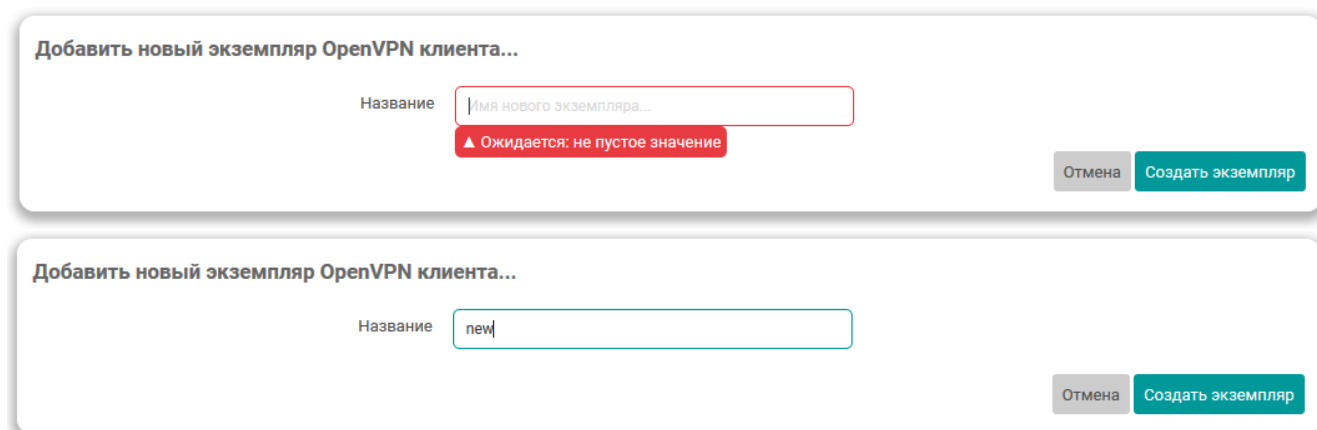 Добавить новый экземпляр OpenVPN клиента...
Название
Имя нового экземпляра...
▲ Ожидается: не пустое значение
Отмена Создать экземпляр
Добавить новый экземпляр OpenVPN клиента...
Название new
Отмена Создать экземпляр